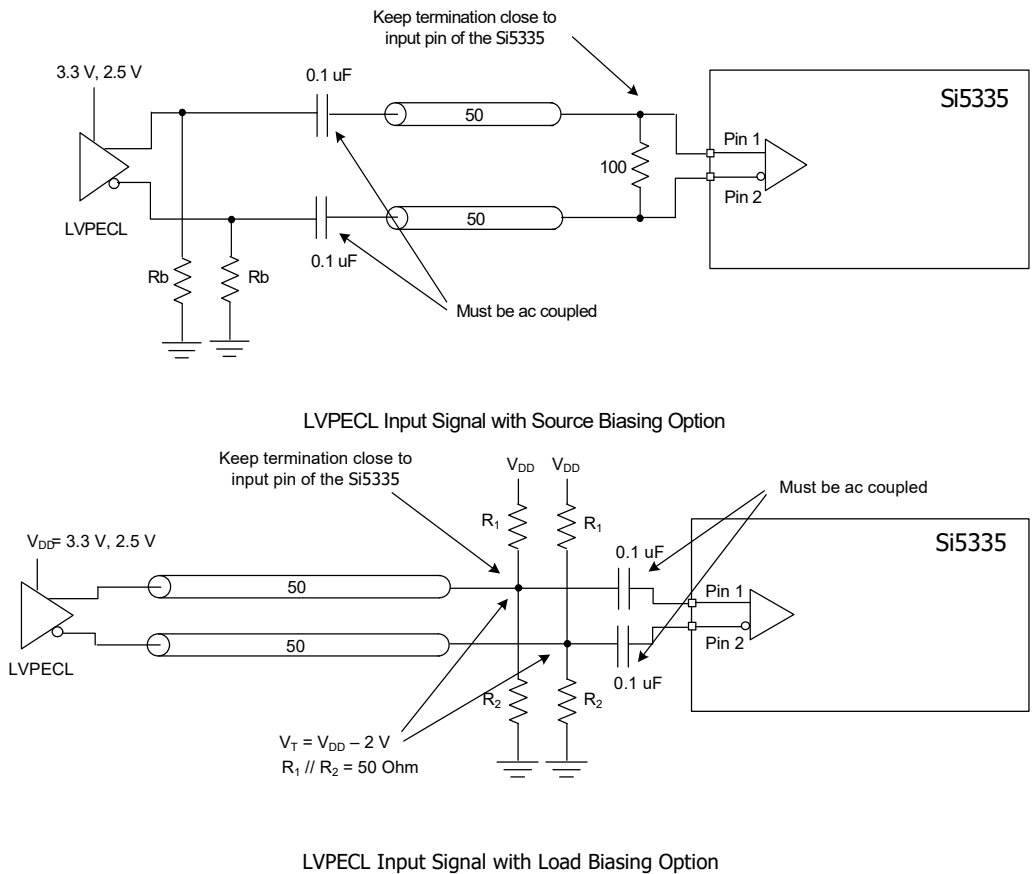 Keep termination close to
input pin of the Si5335
3.3 V, 2.5 V
0.1 uF
50
Si5335
Pin 1
100
Pin 2
50
LVPECL
0.1 uF
Rb
Rb
Must be ac coupled
LVPECL Input Signal with Source Biasing Option
Keep termination close to
input pin of the Si5335
VDD
VDD
Must be ac coupled
R1
R1
VDD= 3.3 V, 2.5 V
0.1 uF
Si5335
50
Pin 1
50
Pin 2
LVPECL
0.1 uF
R2
R2
VT = VDD – 2 V
R1 // R2 = 50 Ohm
LVPECL Input Signal with Load Biasing Option